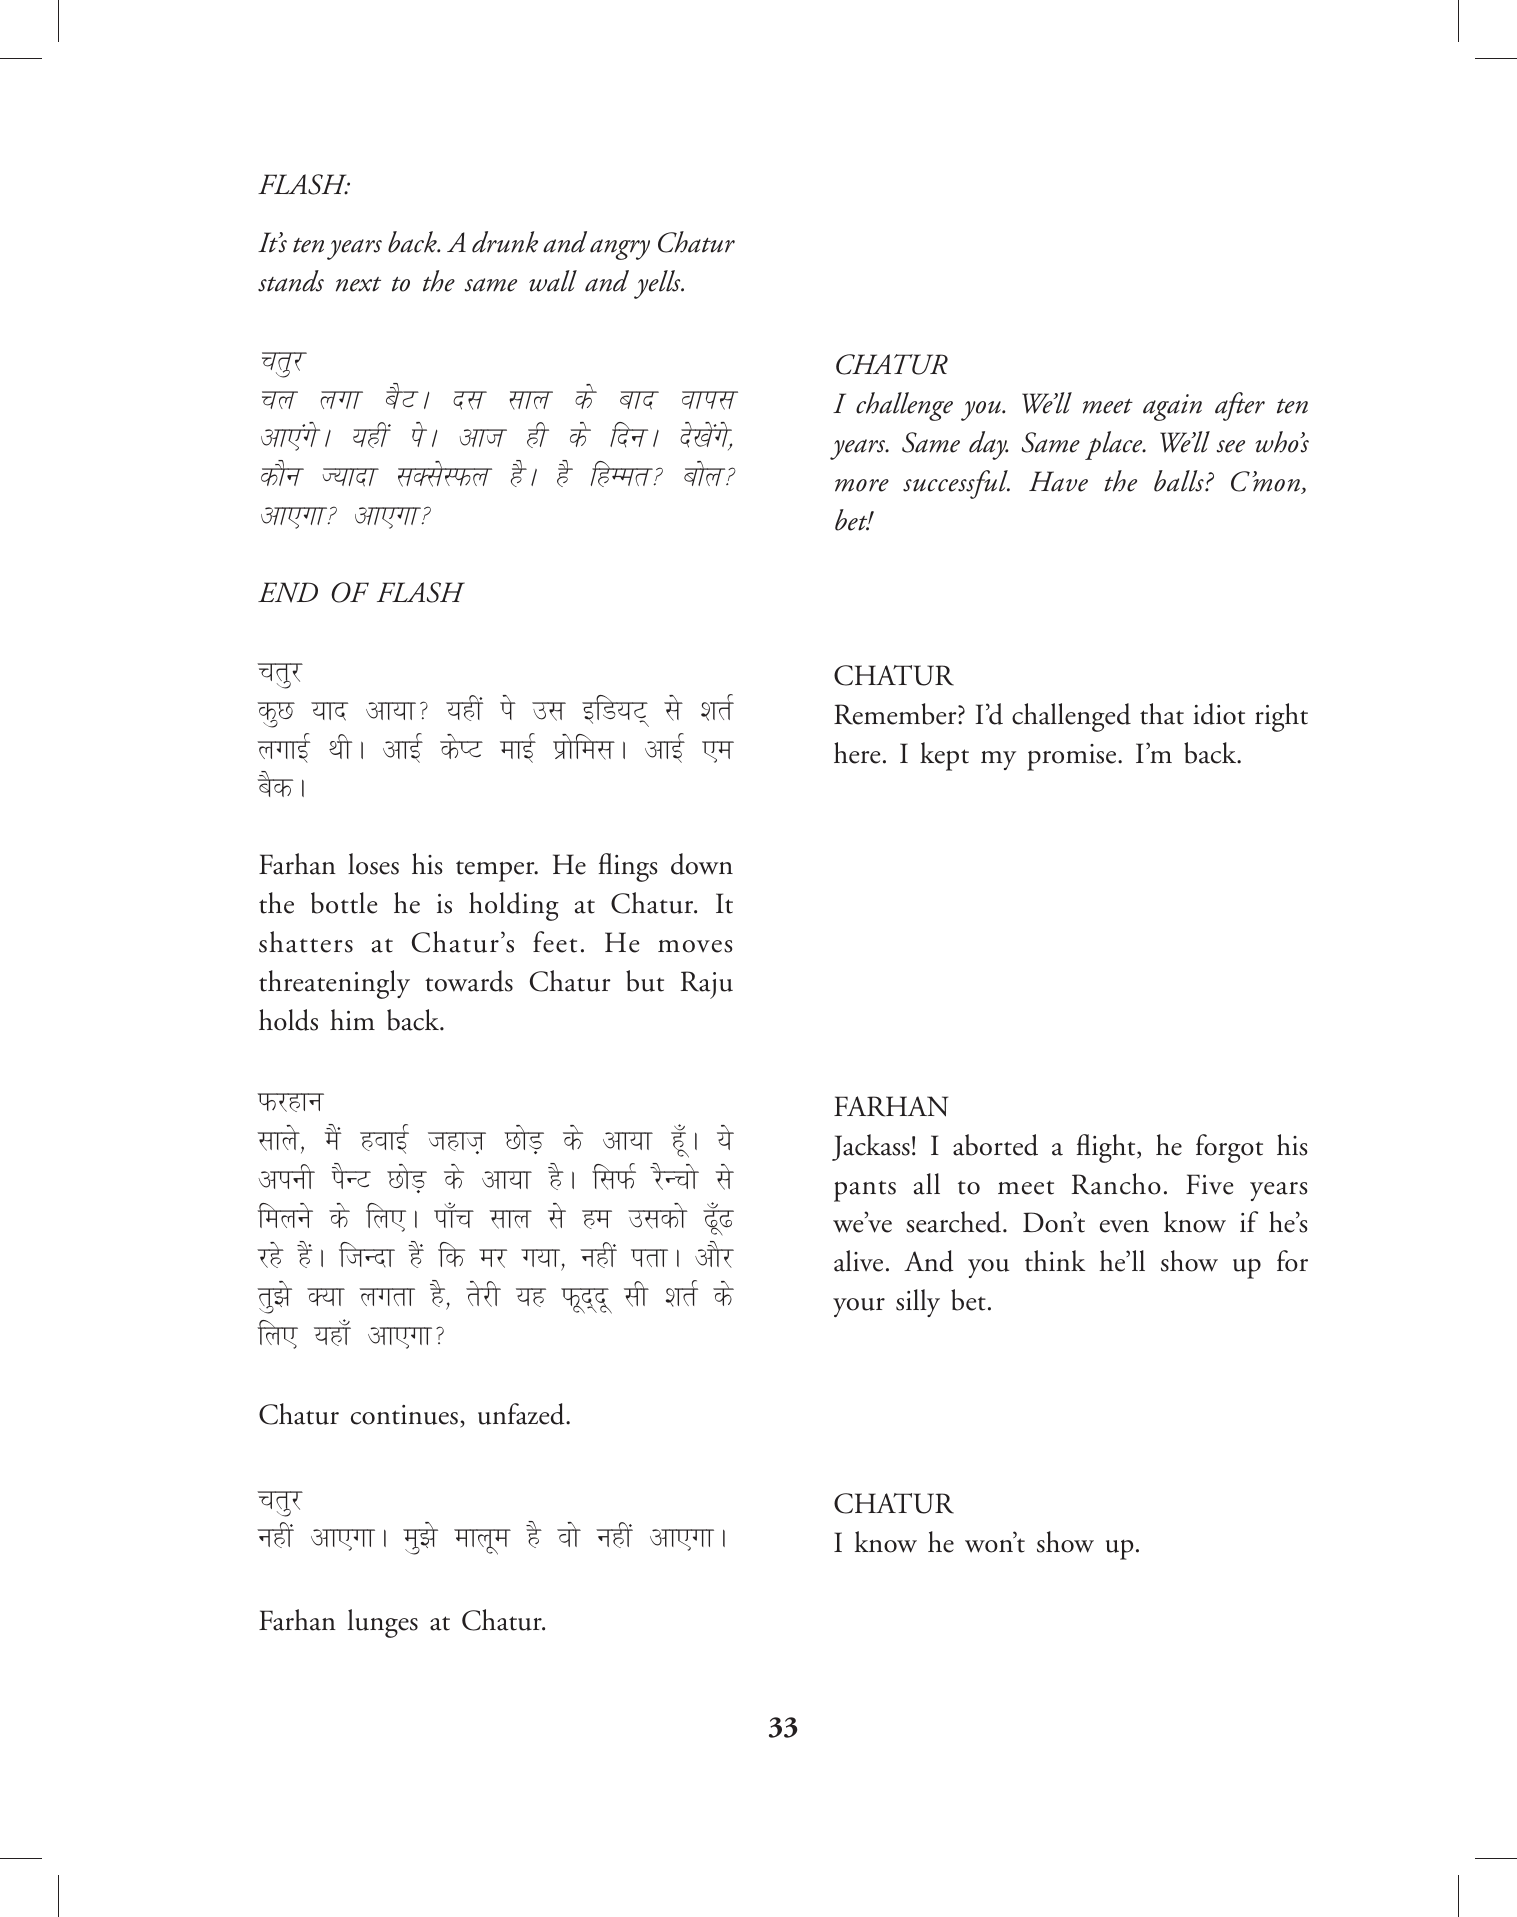 FLASH:
It’s ten years back. A drunk and angry Chatur
stands next to the same wall and yells.
चतुर
चल लगा बैट। दस साल के बाद वापस
आएंगे। यहीं पे। आज ही के दिन। देखेंगे,
कौन ज्यादा सक्सेस्फल है। है हिम्मत? बोल?
आएगा? आएगा?
CHATUR
I challenge you. We’ll meet again after ten
years. Same day. Same place. We’ll see who’s
more successful. Have the balls? C’mon,
bet!
END OF FLASH
चतुर
कुछ याद आया? यहीं पे उस इडियट् से शर्त
लगाई थी। आई केप्ट माई प्रोमिस। आई एम
बैक।
CHATUR
Remember? I’d challenged that idiot right
here. I kept my promise. I’m back.
Farhan loses his temper. He flings down
the bottle he is holding at Chatur. It
shatters at Chatur’s feet. He moves
threateningly towards Chatur but Raju
holds him back.
फरहान
साले, मैं हवाई जहाज़ छोड़ के आया हूँ। ये
अपनी पैन्ट छोड़ के आया है। सिर्फ रैन्चो से
मिलने के लिए। पाँच साल से हम उसको ढूँढ
रहे हैं। जिन्दा हैं कि मर गया, नहीं पता। और
तुझे क्या लगता है, तेरी यह फूद्दू सी शर्त के
लिए यहाँ आएगा?
FARHAN
Jackass! I aborted a flight, he forgot his
pants all to meet Rancho. Five years
we’ve searched. Don’t even know if he’s
alive. And you think he’ll show up for
your silly bet.
Chatur continues, unfazed.
चतुर
नहीं आएगा। मुझे मालूम है वो नहीं आएगा।
CHATUR
I know he won’t show up.
Farhan lunges at Chatur.
33